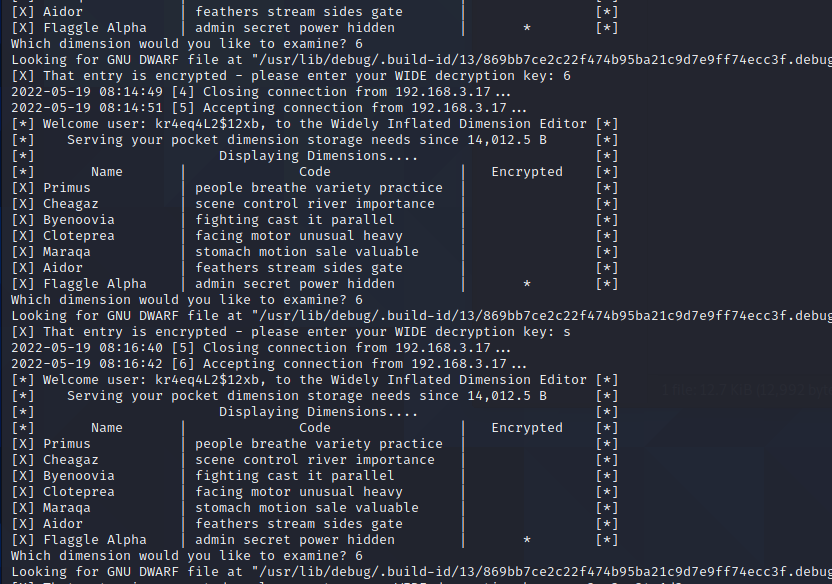 [X] Aidor | feathers stream sides gate | [*]
[X] Flaggle Alpha | admin secret power hidden | * [*]
Which dimension would you like to examine? 6
Looking for GNU DWARF file at "/usr/lib/debug/.build-id/13/869bb7ce2c22f474b95ba21c9d7e9ff74ecc3f.debug
[X] That entry is encrypted - please enter your WIDE decryption key: 6
2022-05-19 08:14:49 [4] Closing connection from 192.168.3.17...
2022-05-19 08:14:51 [5] Accepting connection from 192.168.3.17...
[*] Welcome user: kr4eq4L2$12xb, to the Widely Inflated Dimension Editor [*]
[*] Serving your pocket dimension storage needs since 14,012.5 B [*]
[*] Displaying Dimensions.... [*]
[*] Name | Code | Encrypted [*]
[X] Primus | people breathe variety practice | [*]
[X] Cheagaz | scene control river importance | [*]
[X] Byenoovia | fighting cast it parallel | [*]
[X] Cloteprea | facing motor unusual heavy | [*]
[X] Maraqa | stomach motion sale valuable | [*]
[X] Aidor | feathers stream sides gate | [*]
[X] Flaggle Alpha | admin secret power hidden | * [*]
Which dimension would you like to examine? 6
Looking for GNU DWARF file at "/usr/lib/debug/.build-id/13/869bb7ce2c22f474b95ba21c9d7e9ff74ecc3f.debug
[X] That entry is encrypted - please enter your WIDE decryption key: s
2022-05-19 08:16:40 [5] Closing connection from 192.168.3.17...
2022-05-19 08:16:42 [6] Accepting connection from 192.168.3.17...
[*] Welcome user: kr4eq4L2$12xb, to the Widely Inflated Dimension Editor [*]
[*] Serving your pocket dimension storage needs since 14,012.5 B [*]
[*] Displaying Dimensions.... [*]
[*] Name | Code | Encrypted [*]
[X] Primus | people breathe variety practice | [*]
[X] Cheagaz | scene control river importance | [*]
[X] Byenoovia | fighting cast it parallel | [*]
[X] Cloteprea | facing motor unusual heavy | [*]
[X] Maraqa | stomach motion sale valuable | [*]
[X] Aidor | feathers stream sides gate | [*]
[X] Flaggle Alpha | admin secret power hidden | * [*]
Which dimension would you like to examine? 6
Looking for GNU DWARF file at "/usr/lib/debug/.build-id/13/869bb7ce2c22f474b95ba21c9d7e9ff74ecc3f.debug